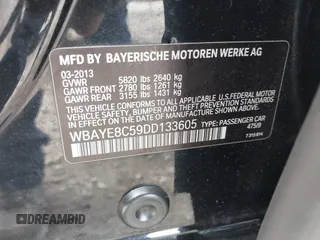 MFD BY BAYERISCHE MOTOREN WERKE AG
03-2013
GVWR 5820 lbs 2640 kg
GAWR FRONT 2780 lbs 1261 kg
GAWR REAR 3155 lbs 1431 kg
THIS VEHICLE CONFORMS TO ALL APPLICABLE U.S. FEDERAL MOTOR
VEHICLE SAFETY, BUMPER, AND THEFT PREVENTION STANDARDS IN
EFFECT ON THE DATE OF MANUFACTURE SHOWN ABOVE.
WBAYE8C59DD133605 TYPE: PASSENGER CAR
475/9
DREAMBID